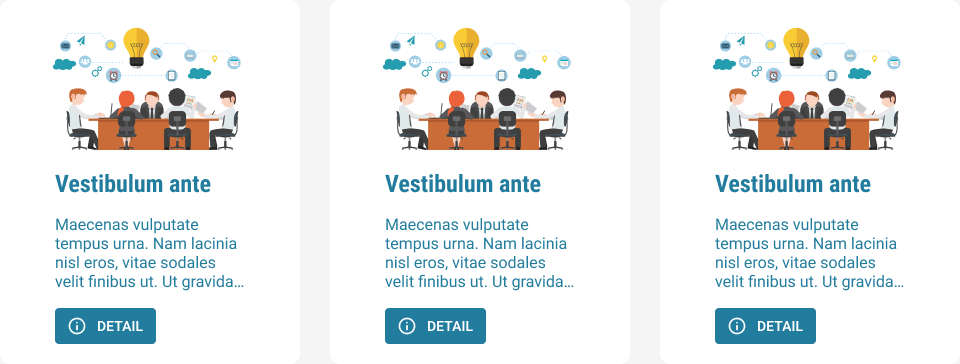 Vestibulum ante
Maecenas vulputate
tempus urna. Nam lacinia
nisl eros, vitae sodales
velit finibus ut. Ut gravida...
DETAIL
Vestibulum ante
Maecenas vulputate
tempus urna. Nam lacinia
nisl eros, vitae sodales
velit finibus ut. Ut gravida...
DETAIL
Vestibulum ante
Maecenas vulputate
tempus urna. Nam lacinia
nisl eros, vitae sodales
velit finibus ut. Ut gravida...
DETAIL